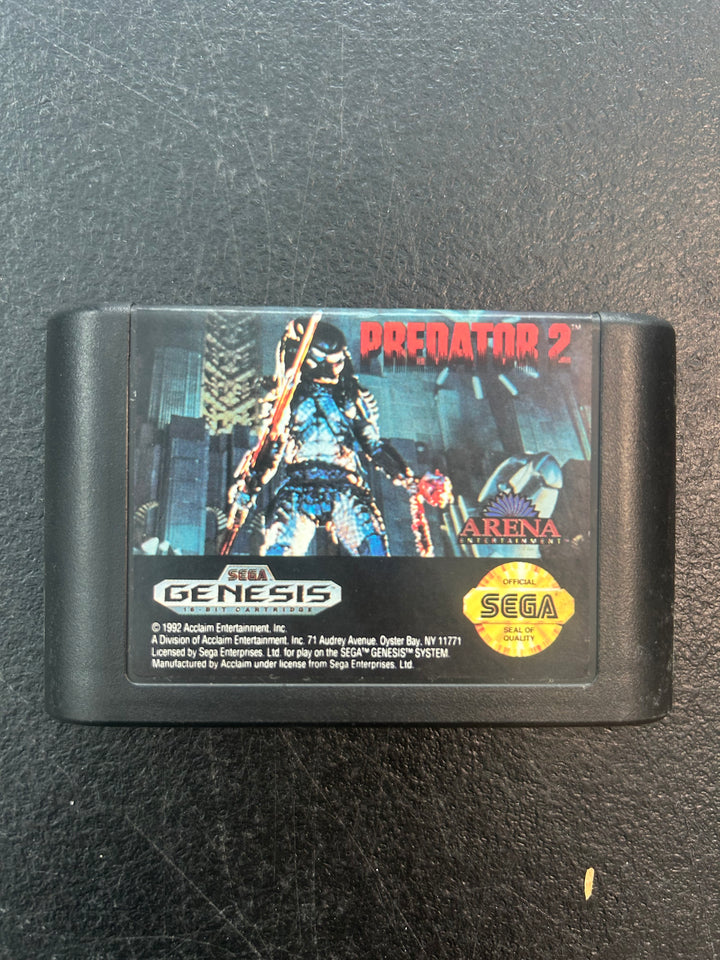 PREDATOR 2™
ARENA
ENTERTAINMENT™
SEGA
GENESIS
16-BIT CARTRIDGE
OFFICIAL
SEGA
SEAL OF
QUALITY
© 1992 Acclaim Entertainment, Inc.
A Division of Acclaim Entertainment, Inc. 71 Audrey Avenue, Oyster Bay, NY 11771
Licensed by Sega Enterprises, Ltd. for play on the SEGA™ GENESIS™ SYSTEM.
Manufactured by Acclaim under license from Sega Enterprises, Ltd.